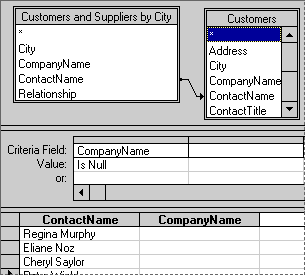 Customers and Suppliers by City
*
City
CompanyName
ContactName
Relationship
Customers
*
Address
City
CompanyName
ContactName
ContactTitle
Criteria Field: CompanyName
Value: Is Null
or:
ContactName CompanyName
Regina Murphy
Eliane Noz
Cheryl Saylor